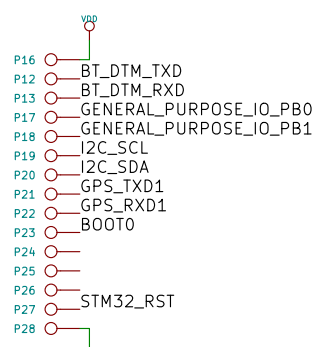 VDD
P16
P12 BT_DTM_TXD
P13 BT_DTM_RXD
P17 GENERAL_PURPOSE_IO_PB0
P18 GENERAL_PURPOSE_IO_PB1
P19 I2C_SCL
P20 I2C_SDA
P21 GPS_TXD1
P22 GPS_RXD1
P23 BOOT0
P24
P25
P26
P27 STM32_RST
P28